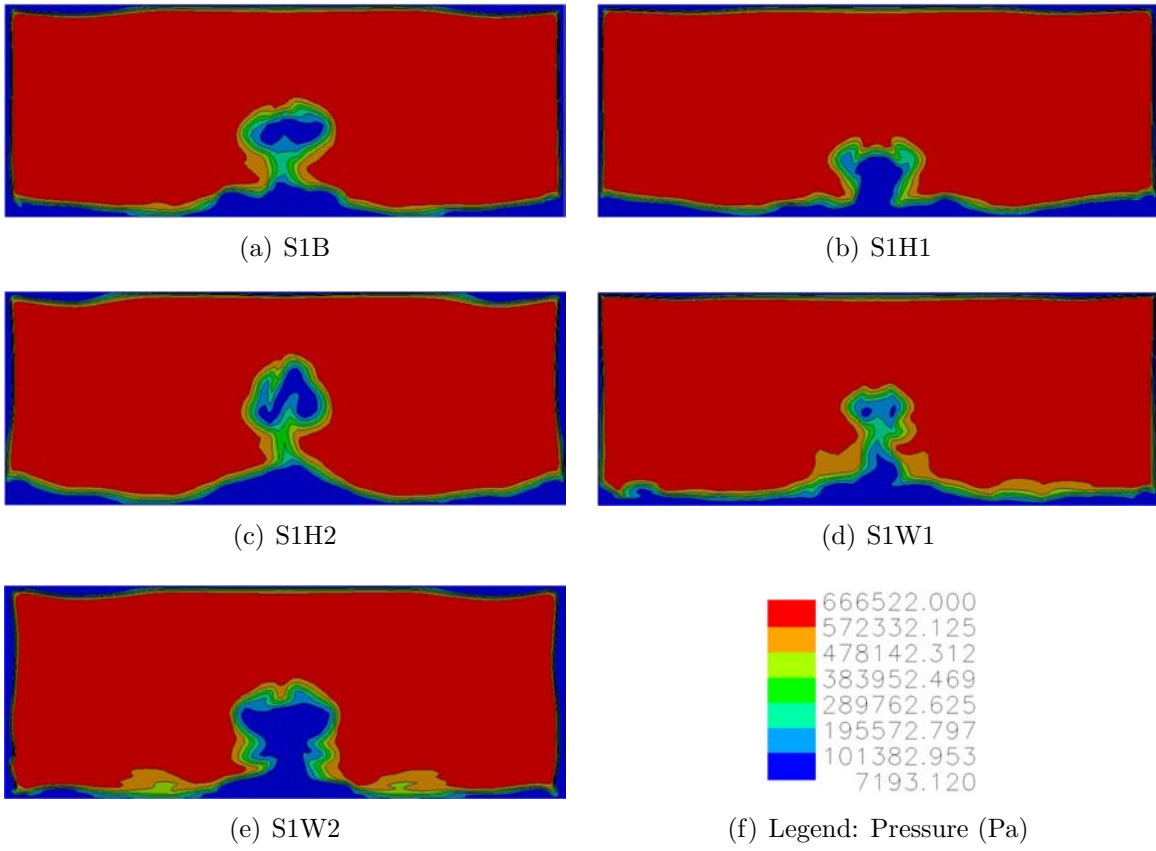 (a) S1B
(b) S1H1
(c) S1H2
(d) S1W1
666522.000
572332.125
478142.312
383952.469
289762.625
195572.797
101382.953
7193.120
(e) S1W2
(f) Legend: Pressure (Pa)